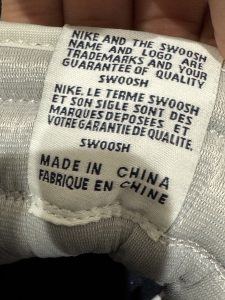 NIKE AND THE SWOOSH
NAME AND LOGO ARE
TRADEMARKS AND YOUR
GUARANTEE OF QUALITY
SWOOSH
NIKE. LE TERME SWOOSH
ET SON SIGLE SONT DES
MARQUES DEPOSEES ET
VOTRE GARANTIE DE QUALITE.
SWOOSH
MADE IN CHINA
FABRIQUE EN CHINE